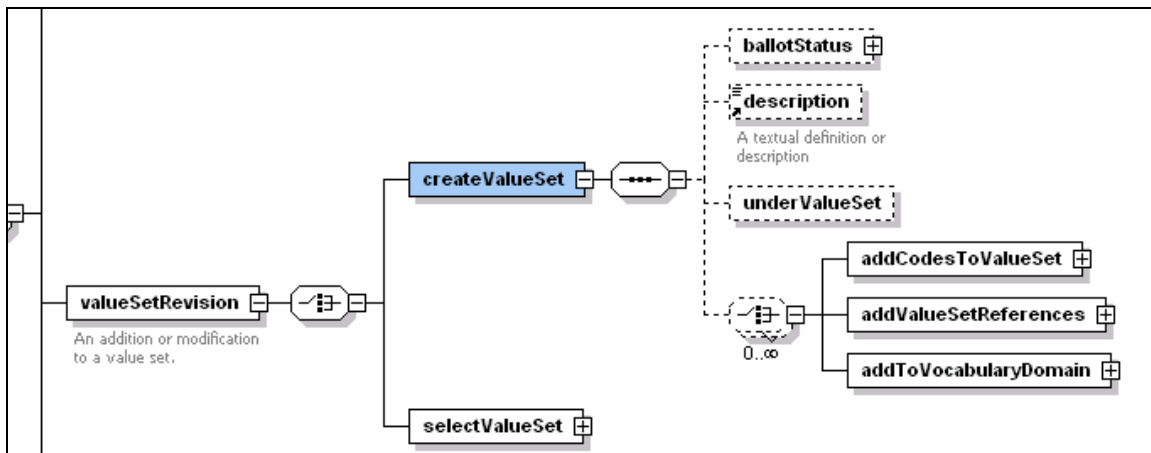 ballotStatus
description
A textual definition or
description
createValueSet
underValueSet
addCodesToValueSet
valueSetRevision
addValueSetReferences
An addition or modification
to a value set.
0..∞
addToVocabularyDomain
selectValueSet